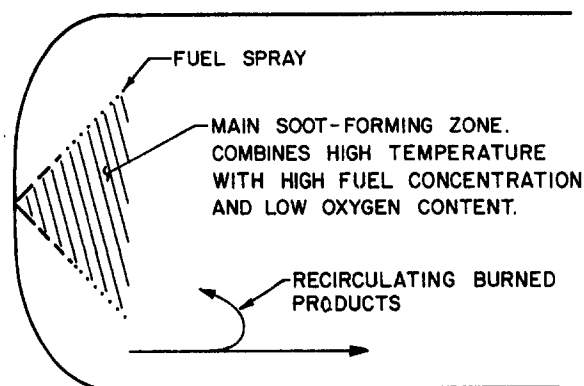 FUEL SPRAY
MAIN SOOT-FORMING ZONE.
COMBINES HIGH TEMPERATURE
WITH HIGH FUEL CONCENTRATION
AND LOW OXYGEN CONTENT.
RECIRCULATING BURNED
PRODUCTS